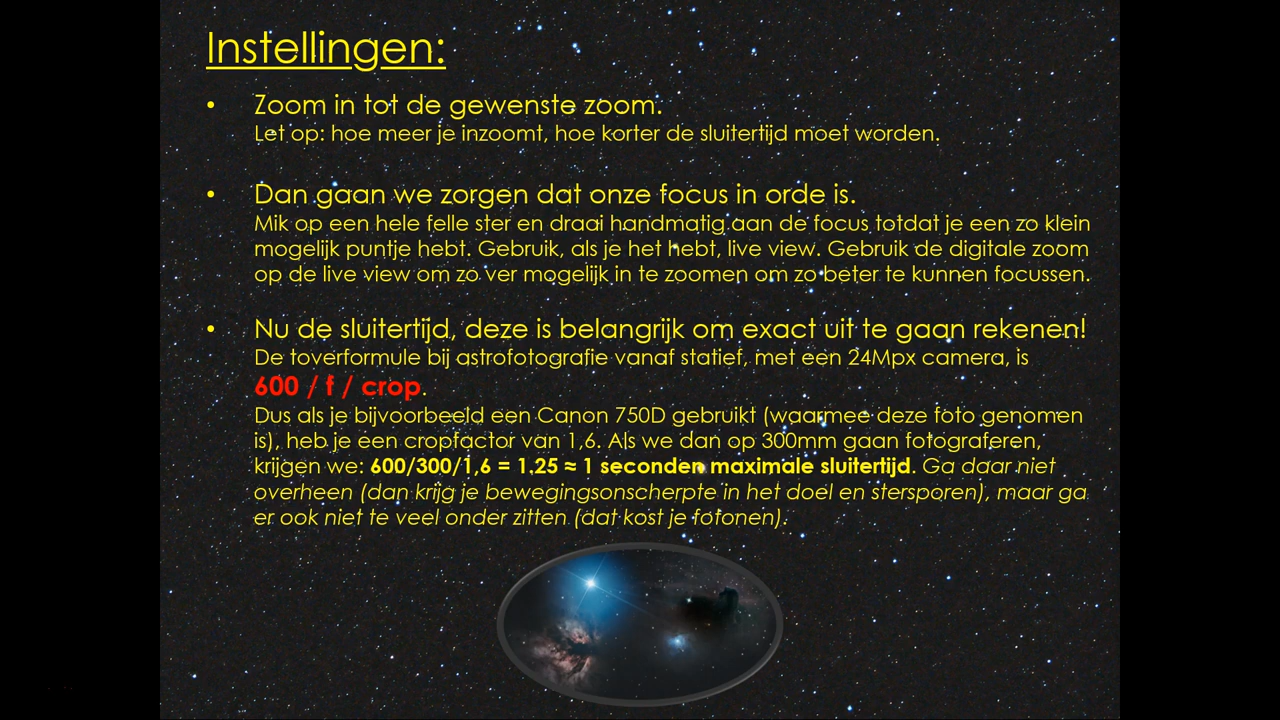 Instellingen:
• Zoom in tot de gewenste zoom.
Let op: hoe meer je inzoomt, hoe korter de sluitertijd moet worden.
• Dan gaan we zorgen dat onze focus in orde is.
Mik op een hele felle ster en draai handmatig aan de focus totdat je een zo klein
mogelijk puntje hebt. Gebruik, als je het hebt, live view. Gebruik de digitale zoom
op de live view om zo ver mogelijk in te zoomen om zo beter te kunnen focussen.
• Nu de sluitertijd, deze is belangrijk om exact uit te gaan rekenen!
De toverformule bij astrofotografie vanaf statief, met een 24Mpx camera, is
600 / f / crop.
Dus als je bijvoorbeeld een Canon 750D gebruikt (waarmee deze foto genomen
is), heb je een cropfactor van 1,6. Als we dan op 300mm gaan fotograferen,
krijgen we: 600/300/1,6 = 1,25 ≈ 1 seconden maximale sluitertijd. Ga daar niet
overheen (dan krijg je bewegingsonscherpte in het doel en stersporen), maar ga
er ook niet te veel onder zitten (dat kost je fotonen).